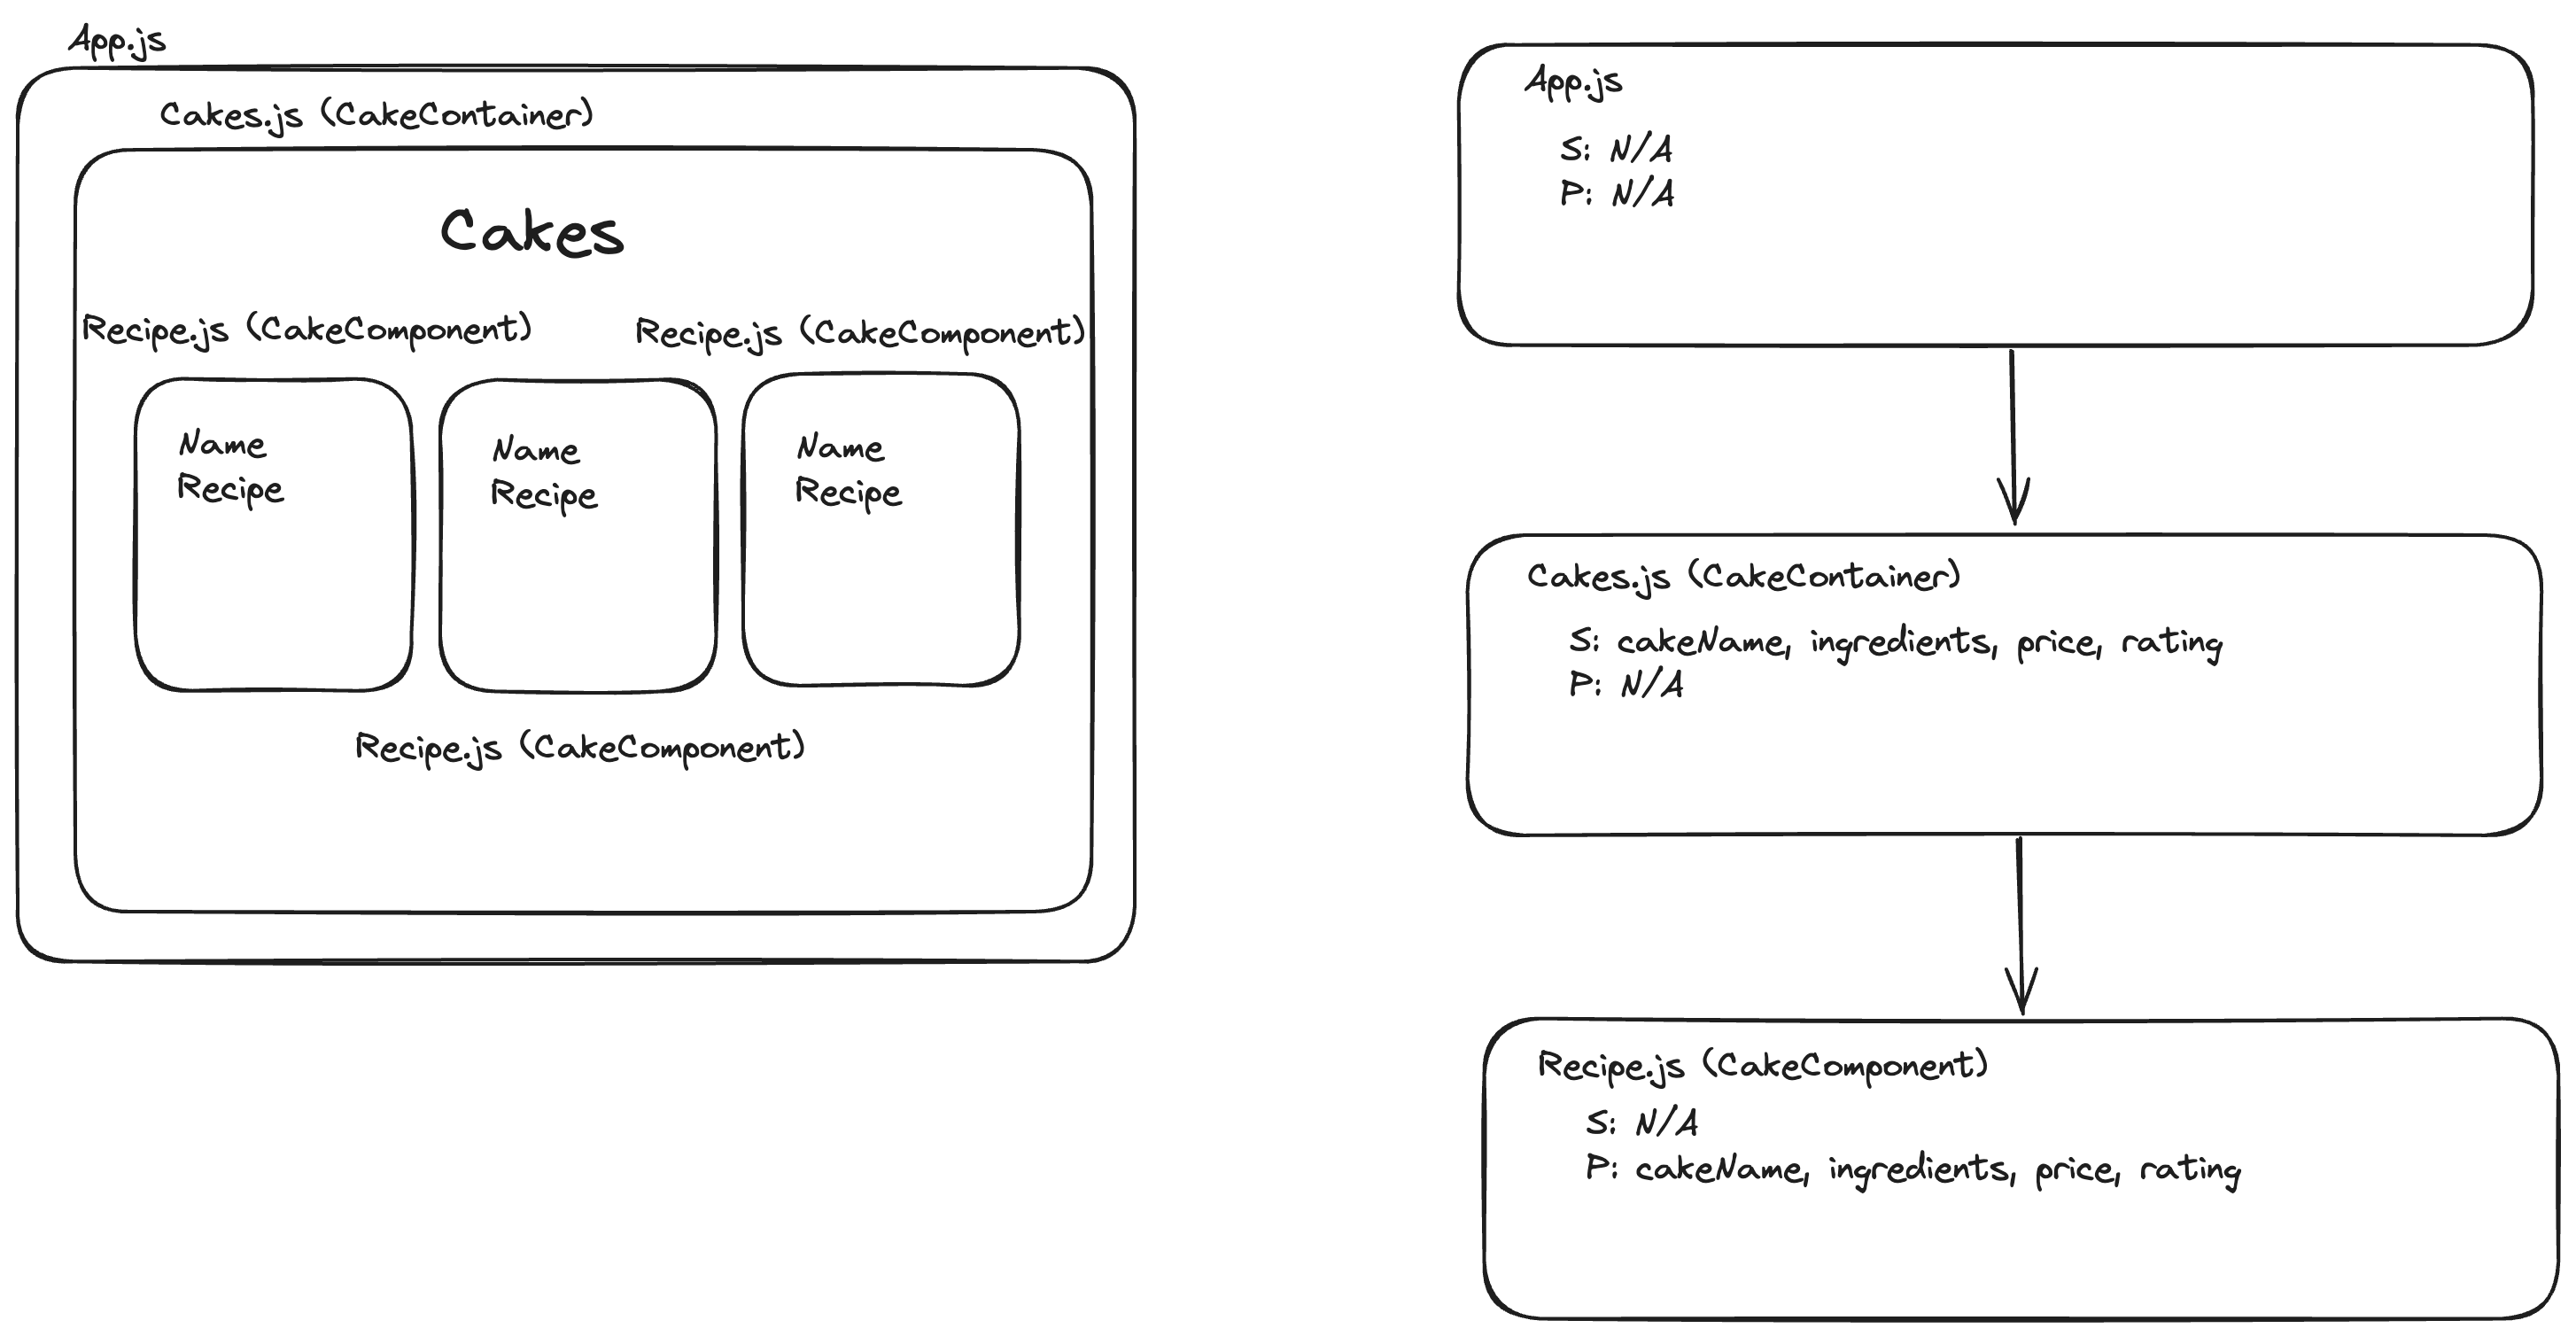 App.js
Cakes.js (CakeContainer)
Cakes
Recipe.js (CakeComponent)
Recipe.js (CakeComponent)
Name
Recipe
Name
Recipe
Name
Recipe
Recipe.js (CakeComponent)
App.js
S: N/A
P: N/A
Cakes.js (CakeContainer)
S: cakeName, ingredients, price, rating
P: N/A
Recipe.js (CakeComponent)
S: N/A
P: cakeName, ingredients, price, rating